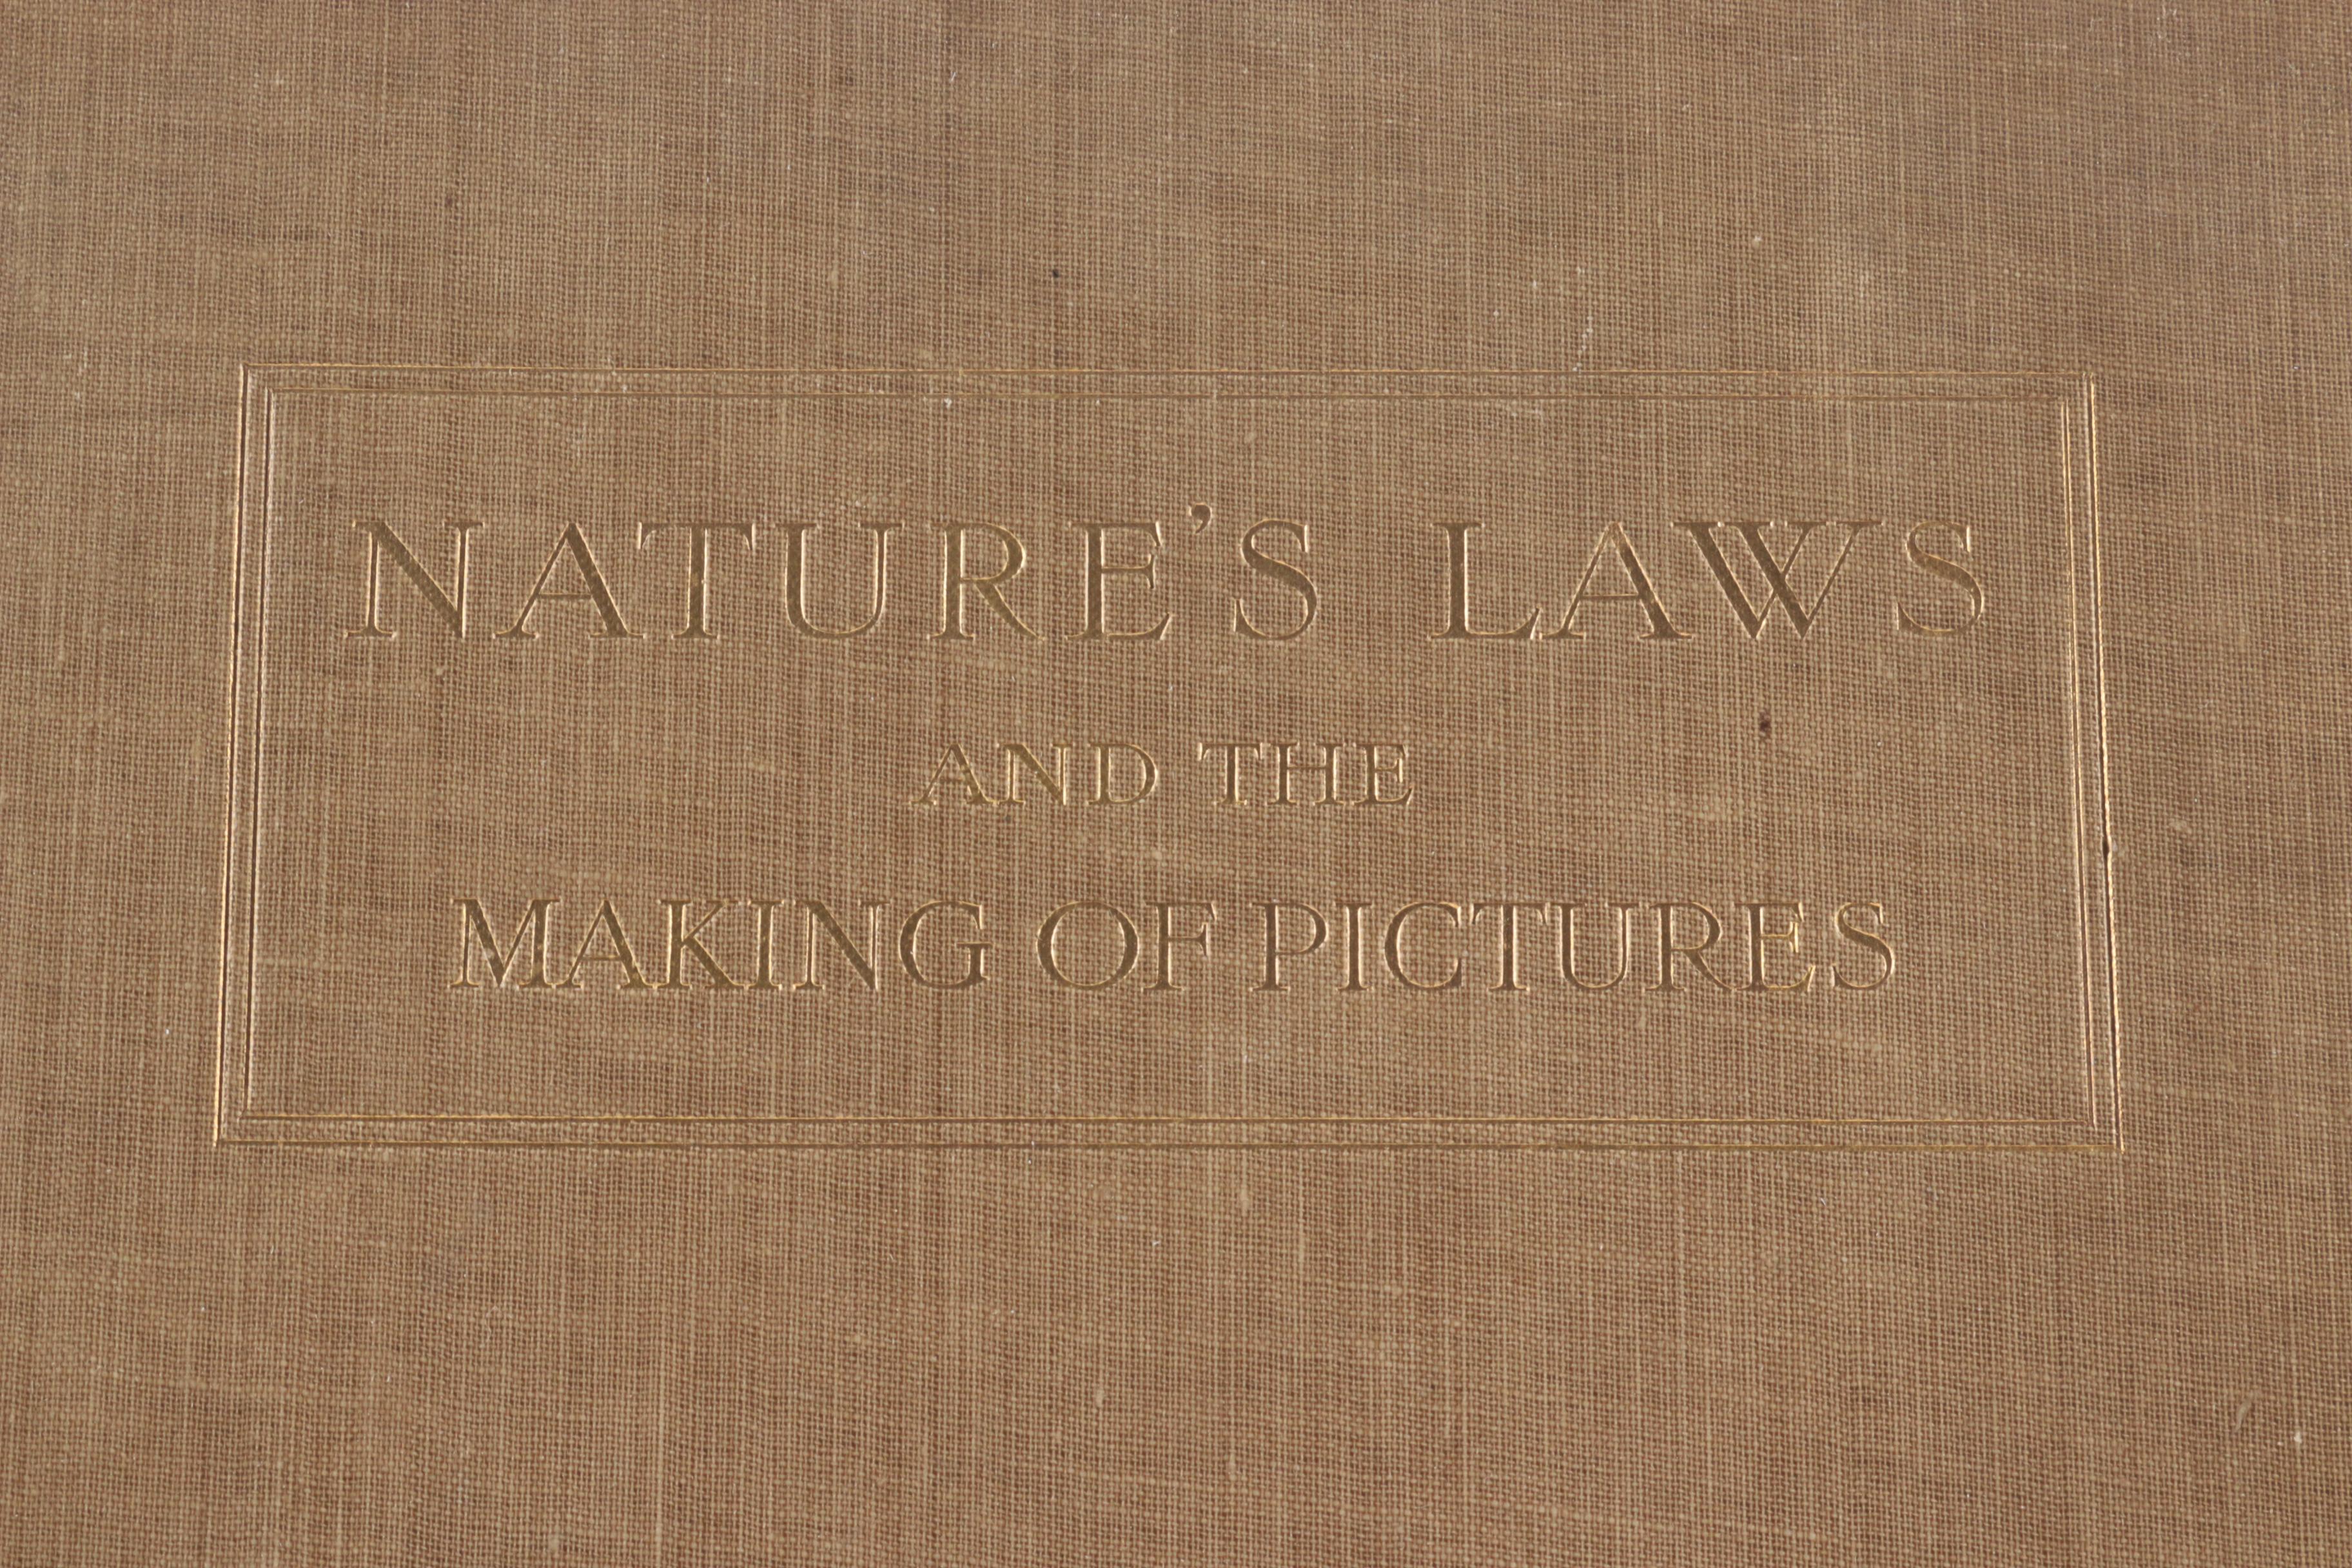 NATURE'S LAWS
AND THE
MAKING OF PICTURES